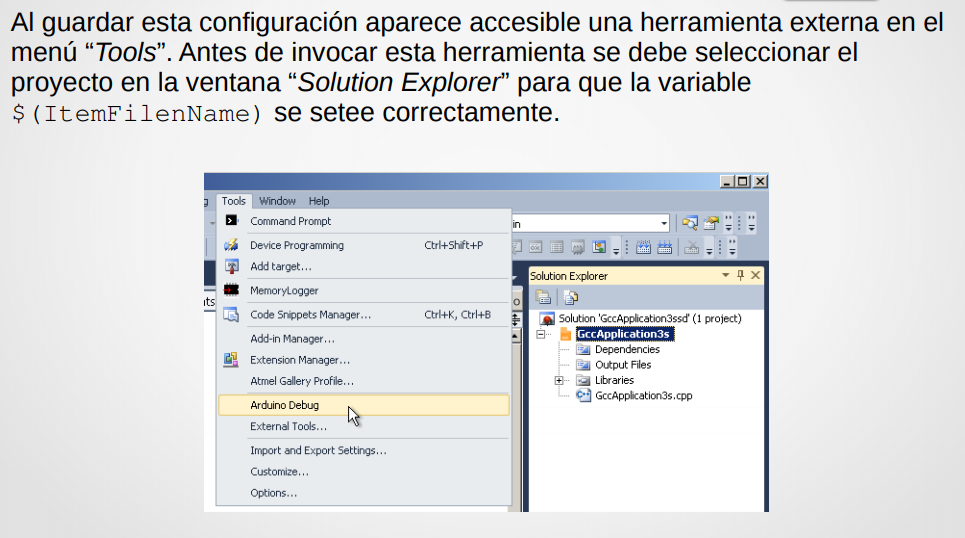 Al guardar esta configuración aparece accesible una herramienta externa en el
menú “Tools”. Antes de invocar esta herramienta se debe seleccionar el
proyecto en la ventana “Solution Explorer” para que la variable
$(ItemFilenName) se setee correctamente.
Tools Window Help
Command Prompt
in
Device Programming Ctrl+Shift+P
Add target...
Solution Explorer
MemoryLogger
ts
Code Snippets Manager... Ctrl+K, Ctrl+B
Solution 'GccApplication3ssd' (1 project)
GccApplication3s
Add-in Manager...
Dependencies
Extension Manager...
Output Files
Atmel Gallery Profile...
Libraries
GccApplication3s.cpp
Arduino Debug
External Tools...
Import and Export Settings...
Customize...
Options...